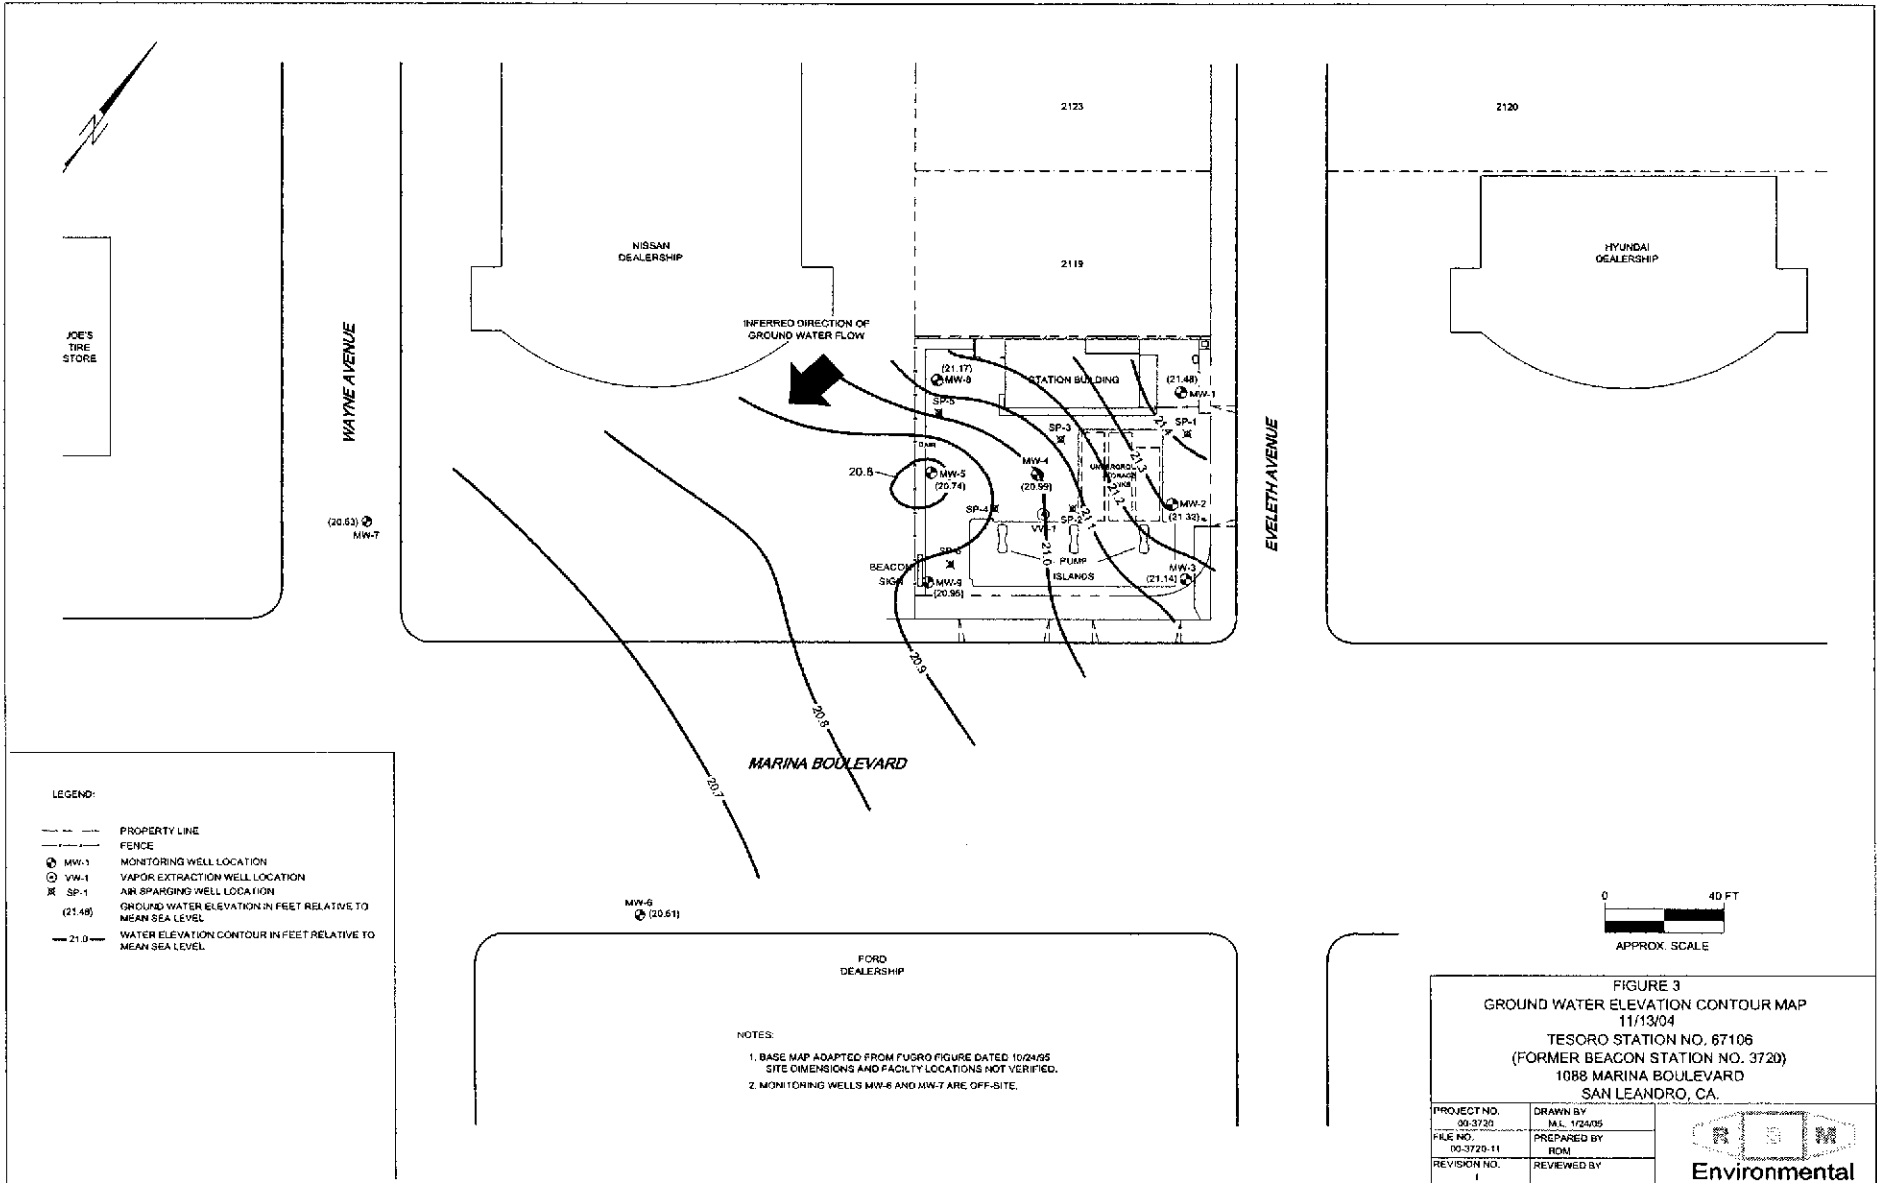 2123
2120
NISSAN
DEALERSHIP
HYUNDAI
DEALERSHIP
2119
JOE'S
TIRE
STORE
WAYNE AVENUE
INFERRED DIRECTION OF
GROUND WATER FLOW
(21.17)
MW-8
STATION BUILDING
(21.48)
MW-1
SP-5
SP-3
SP-1
21.4
EVELETH AVENUE
20.8
MW-5
(20.74)
MW-4
(20.99)
21.3
21.2
MW-2
(21.32)
SP-4
SP-2
21.1
(20.53)
MW-7
21.0
PUMP
ISLANDS
MW-3
(21.14)
BEACON
MW-9
(20.95)
20.9
20.8
20.7
MARINA BOULEVARD
LEGEND:
PROPERTY LINE
FENCE
MW-1 MONITORING WELL LOCATION
VW-1 VAPOR EXTRACTION WELL LOCATION
SP-1 AIR SPARGING WELL LOCATION
(21.48) GROUND WATER ELEVATION IN FEET RELATIVE TO
MEAN SEA LEVEL
21.0 WATER ELEVATION CONTOUR IN FEET RELATIVE TO
MEAN SEA LEVEL
MW-6
(20.61)
FORD
DEALERSHIP
NOTES:
1. BASE MAP ADAPTED FROM FUGRO FIGURE DATED 10/24/95
SITE DIMENSIONS AND FACILTY LOCATIONS NOT VERIFIED.
2. MONITORING WELLS MW-6 AND MW-7 ARE OFF-SITE.
0 40 FT
APPROX. SCALE
FIGURE 3
GROUND WATER ELEVATION CONTOUR MAP
11/13/04
TESORO STATION NO. 67106
(FORMER BEACON STATION NO. 3720)
1088 MARINA BOULEVARD
SAN LEANDRO, CA.
PROJECT NO.
00-3720
DRAWN BY
M.L. 1/24/05
FILE NO.
00-3720-11
PREPARED BY
RDM
REVISION NO.
1
REVIEWED BY
Environmental